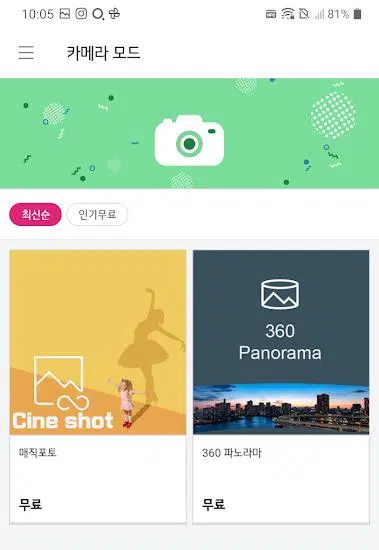 10:05
81%
카메라 모드
최신순
인기무료
Cine shot
360
Panorama
매직포토
360 파노라마
무료
무료